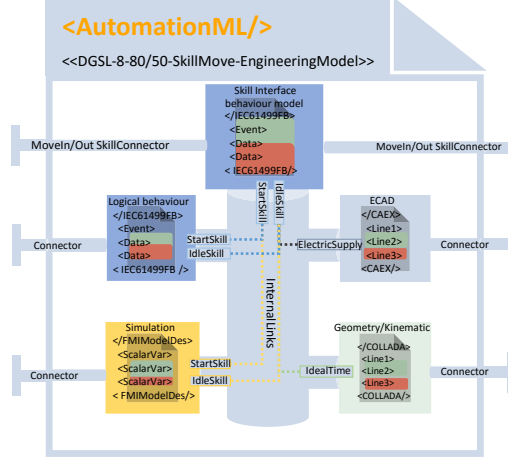 <AutomationML/>
<<DGSL-8-80/50-SkillMove-EngineeringModel>>
Skill Interface
behaviour model
</IEC61499FB>
<Event>
<Data>
<Data>
< IEC61499FB/>
MoveIn/Out SkillConnector
MoveIn/Out SkillConnector
StartSkill
IdleSkill
Logical behaviour
</IEC61499FB>
<Event>
<Data>
<Data>
< IEC61499FB />
Connector
StartSkill
IdleSkill
ElectricSupply
ECAD
</CAEX>
<Line1>
<Line2>
<Line3>
<CAEX/>
Connector
InternalLinks
Simulation
</FMIModelDes>
<ScalarVar>
<ScalarVar>
<ScalarVar>
< FMIModelDes/>
Connector
StartSkill
IdleSkill
IdealTime
Geometry/Kinematic
</COLLADA>
<Line1>
<Line2>
<Line3>
<COLLADA/>
Connector